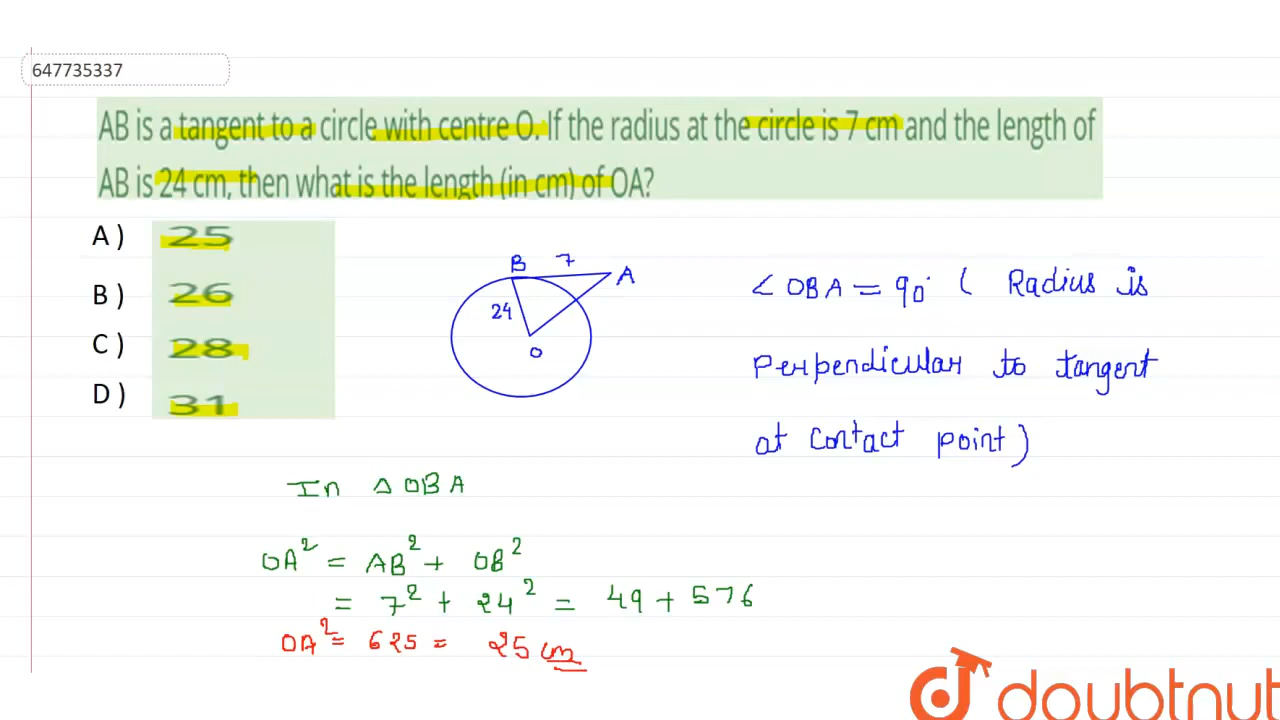 647735337
AB is a tangent to a circle with centre O. If the radius at the circle is 7 cm and the length of
AB is 24 cm, then what is the length (in cm) of OA?
A ) 25
B ) 26
C ) 28
D ) 31
B 7 A
24
O
∠OBA = 90° ( Radius is
Perpendicular to tangent
at contact point)
In △OBA
OA² = AB² + OB²
= 7² + 24² = 49 + 576
OA² = 625 = 25 cm
doubtnut